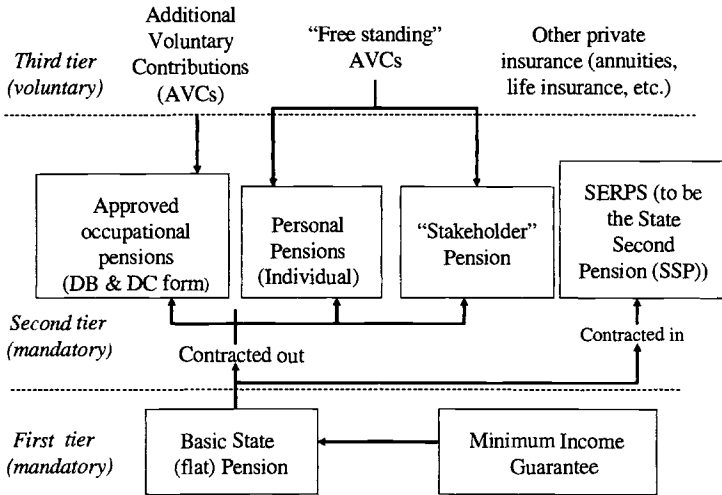 Third tier
(voluntary)
Additional
Voluntary
Contributions
(AVCs)
“Free standing”
AVCs
Other private
insurance (annuities,
life insurance, etc.)
Approved
occupational
pensions
(DB & DC form)
Personal
Pensions
(Individual)
“Stakeholder”
Pension
SERPS (to be
the State
Second
Pension (SSP))
Second tier
(mandatory)
Contracted out
Contracted in
First tier
(mandatory)
Basic State
(flat) Pension
Minimum Income
Guarantee